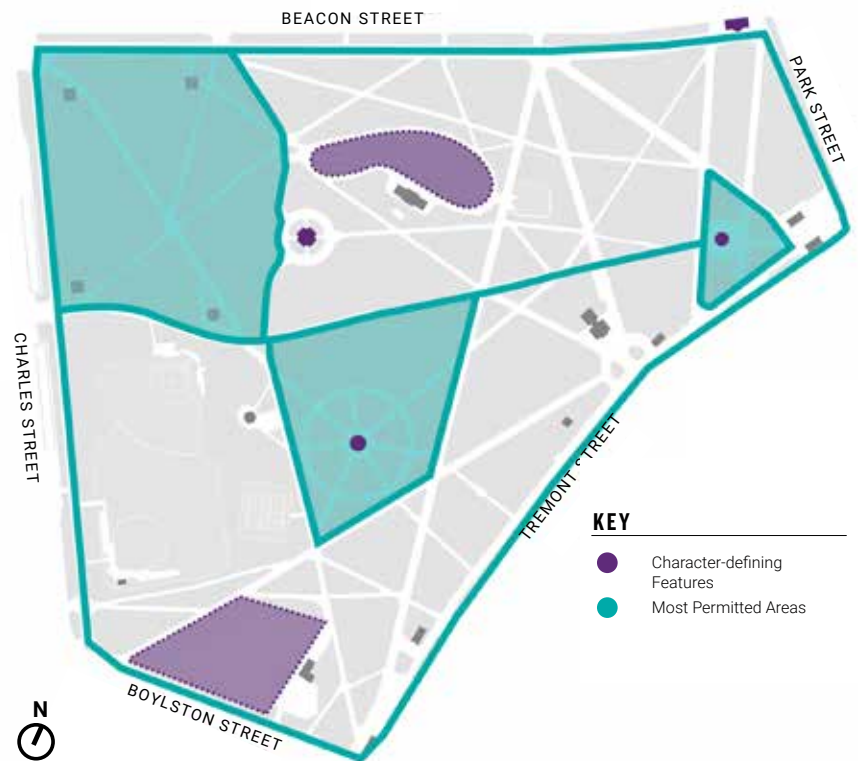 BEACON STREET
PARK STREET
CHARLES STREET
TREMONT STREET
KEY
Character-defining
Features
Most Permitted Areas
BOYLSTON STREET
N